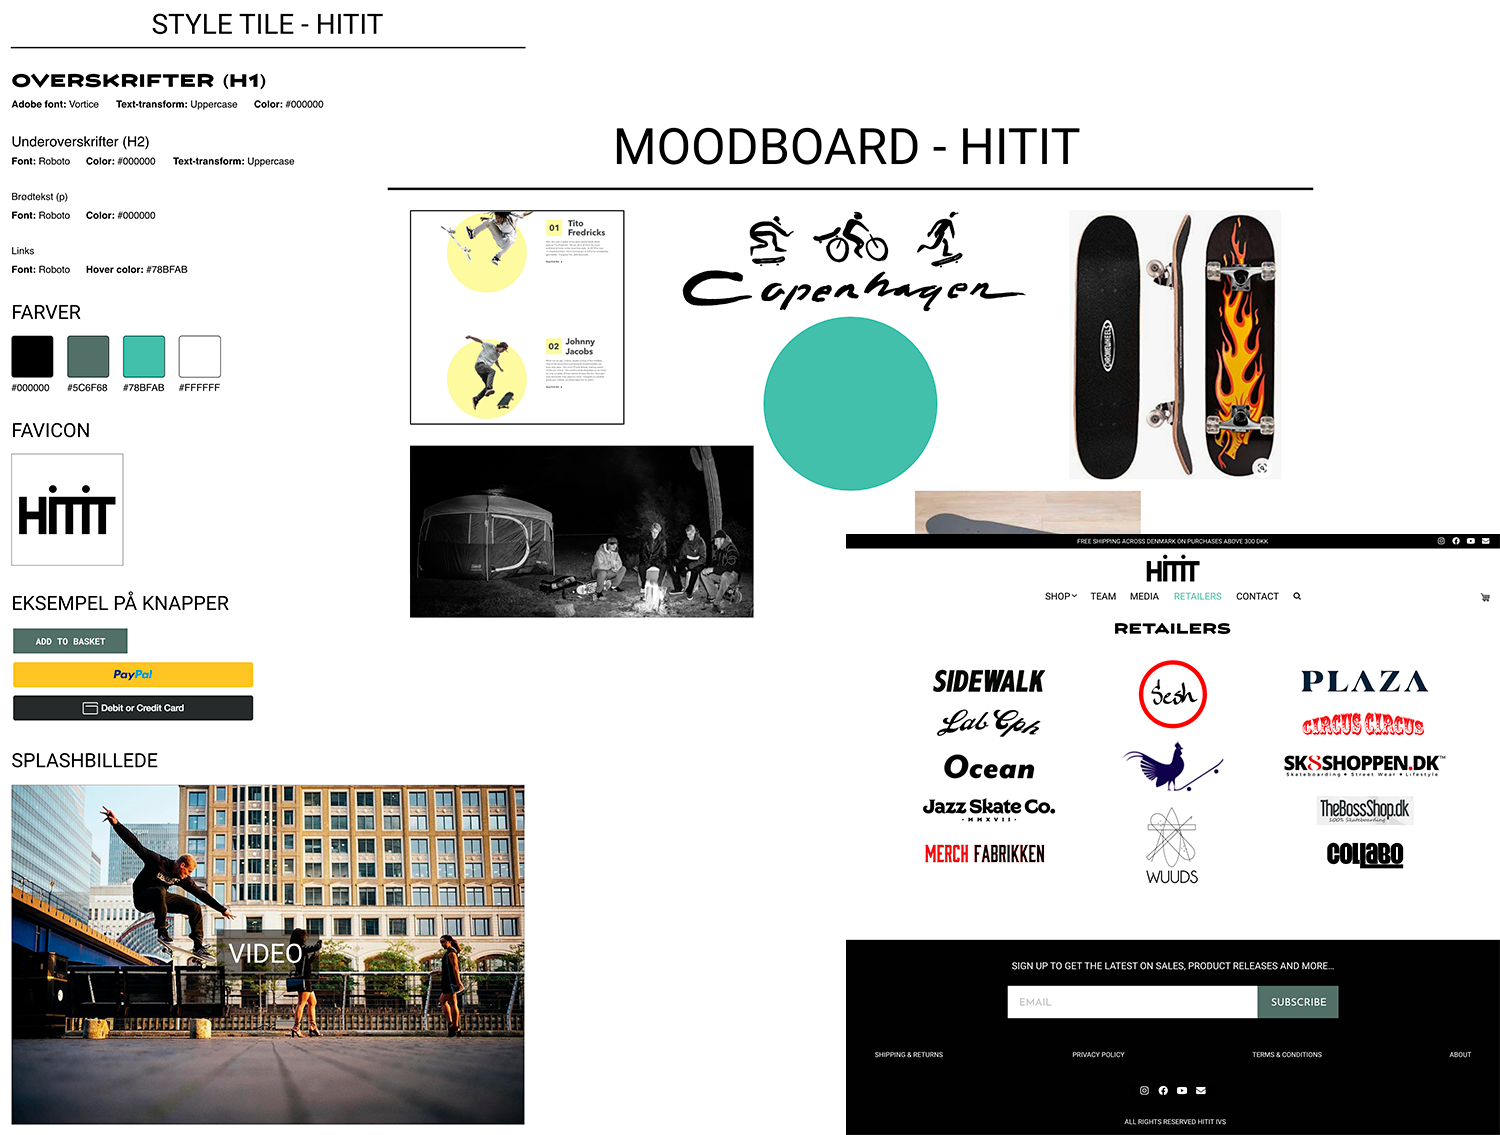 STYLE TILE - HITIT
OVERSKRIFTER (H1)
Adobe font: Vortice Text-transform: Uppercase Color: #000000
Underoverskrifter (H2)
Font: Roboto Color: #000000 Text-transform: Uppercase
Brødtekst (p)
Font: Roboto Color: #000000
Links
Font: Roboto Hover color: #78BFAB
FARVER
#000000 #5C6F68 #78BFAB #FFFFFF
FAVICON
HiTiT
EKSEMPEL PÅ KNAPPER
ADD TO BASKET
PayPal
Debit or Credit Card
SPLASHBILLEDE
VIDEO
MOODBOARD - HITIT
01 Tito
Fredricks
02 Johnny
Jacobs
Copenhagen
CHROMEWHEELS
FREE SHIPPING ACROSS DENMARK ON PURCHASES ABOVE 300 DKK
HiTiT
SHOP TEAM MEDIA RETAILERS CONTACT
RETAILERS
SIDEWALK
Sesh
PLAZA
Lab Cph
CIRCUS CIRCUS
Ocean
SK8SHOPPEN.DK™
Skateboarding • Street Wear • Lifestyle
Jazz Skate Co.
·MMXVII·
TheBossShop.dk
100% Skateboarding
MERCH FABRIKKEN
WUUDS
COLLABO
SIGN UP TO GET THE LATEST ON SALES, PRODUCT RELEASES AND MORE...
EMAIL SUBSCRIBE
SHIPPING & RETURNS PRIVACY POLICY TERMS & CONDITIONS ABOUT
ALL RIGHTS RESERVED HITIT IVS